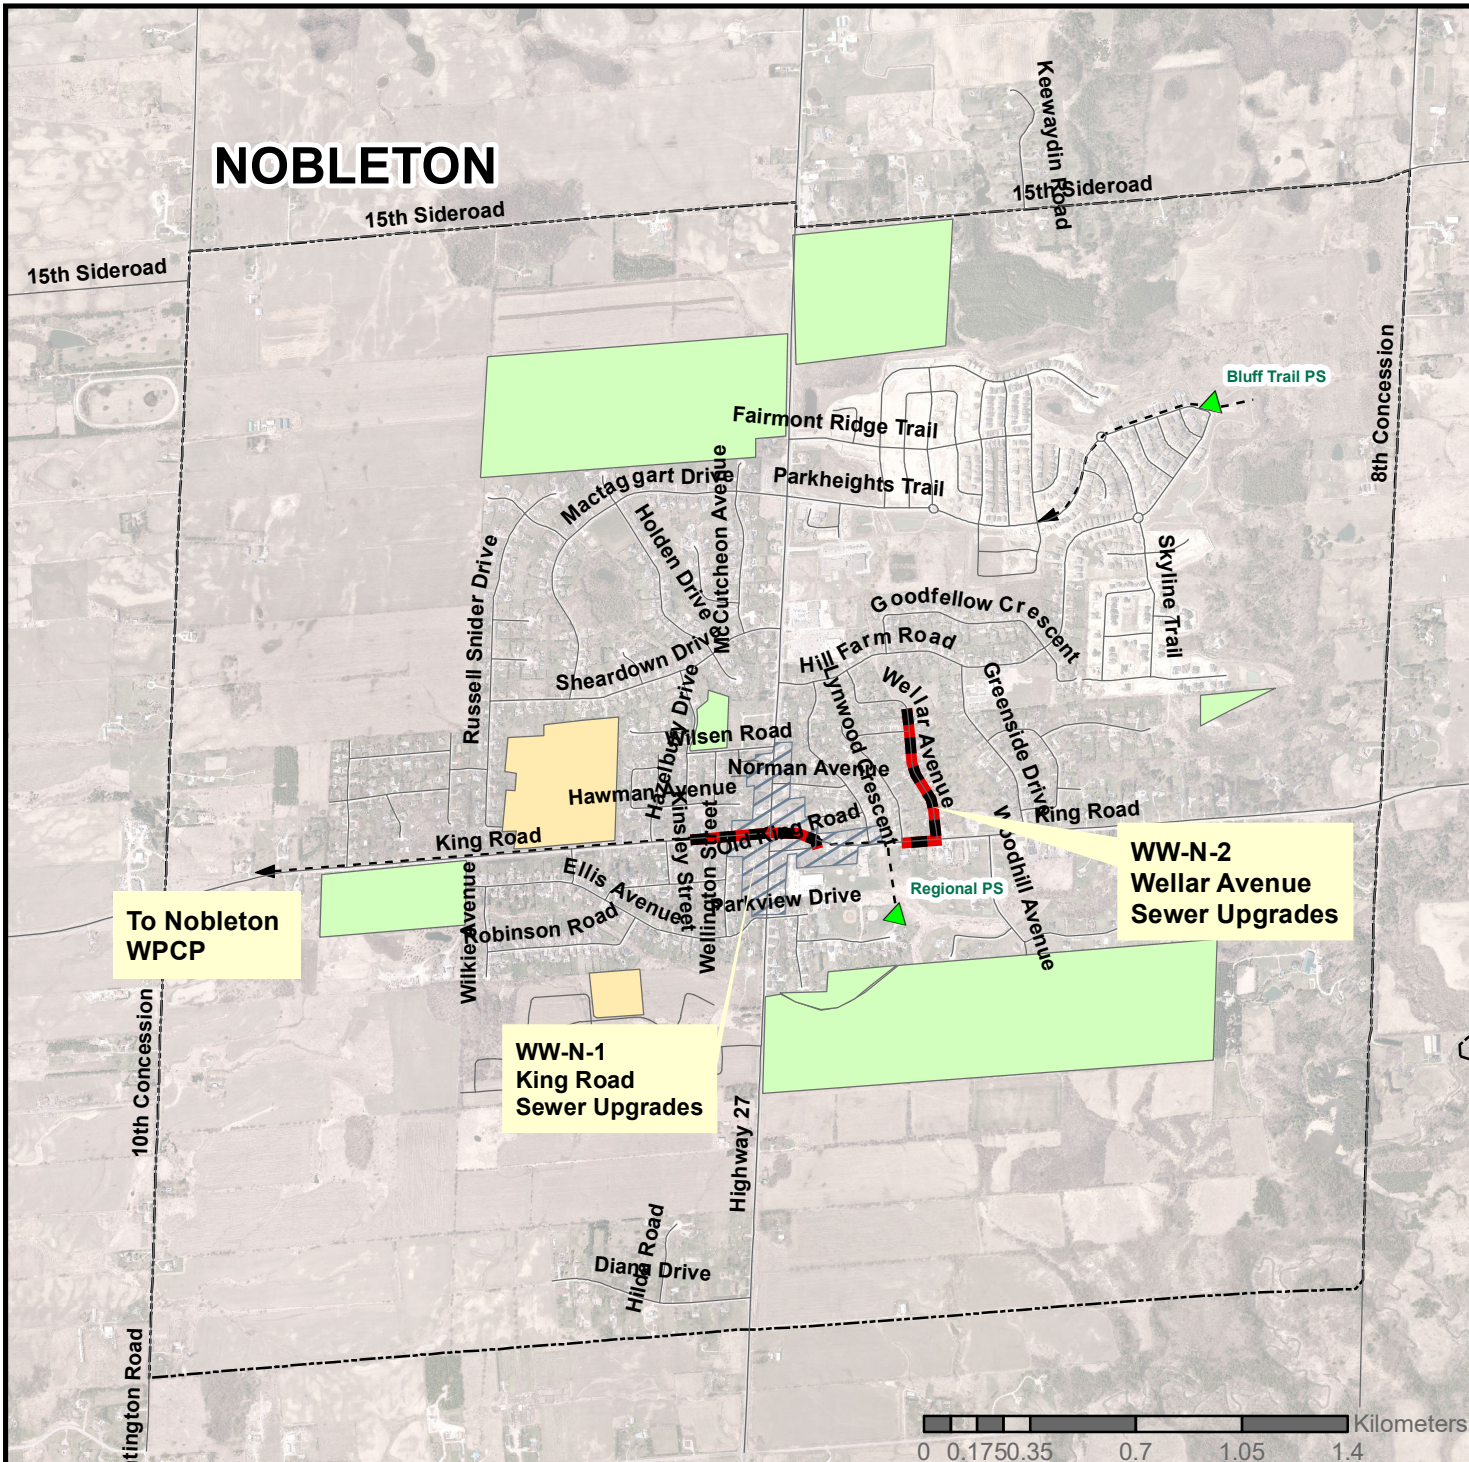 Keewaydin Road
NOBLETON
15th Sideroad
15th Sideroad
15th Sideroad
8th Concession
Bluff Trail PS
Fairmont Ridge Trail
Mactaggart Drive
Parkheights Trail
McCutcheon Avenue
Holden Drive
Russell Snider Drive
Skyline Trail
Goodfellow Crescent
Hill Farm Road
Sheardown Drive
Wellar Avenue
Lynwood Crescent
Greenside Drive
Hazelbury Drive
Wilsen Road
Norman Avenue
Hawman Avenue
Kinsley Street
Wellington Street
King Road
Old King Road
King Road
Woodhill Avenue
WW-N-2
Wellar Avenue
Sewer Upgrades
Ellis Avenue
Parkview Drive
Regional PS
To Nobleton
WPCP
Wilkie Avenue
Robinson Road
10th Concession
WW-N-1
King Road
Sewer Upgrades
Highway 27
Hilda Road
Diana Drive
tington Road
Kilometers
0 0.175 0.35 0.7 1.05 1.4